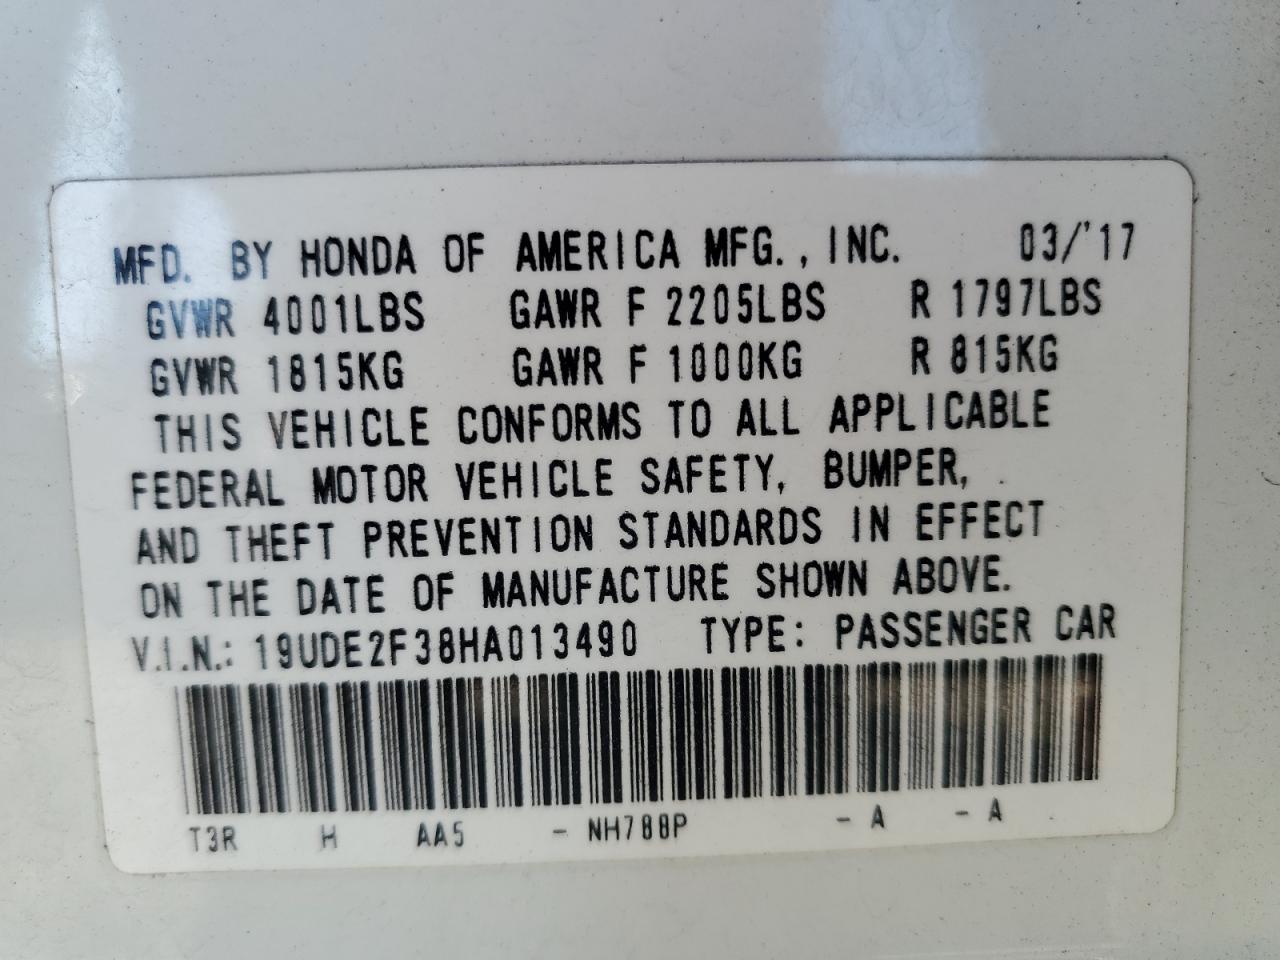 MFD. BY HONDA OF AMERICA MFG., INC. 03/'17
GVWR 4001LBS GAWR F 2205LBS R 1797LBS
GVWR 1815KG GAWR F 1000KG R 815KG
THIS VEHICLE CONFORMS TO ALL APPLICABLE
FEDERAL MOTOR VEHICLE SAFETY, BUMPER,
AND THEFT PREVENTION STANDARDS IN EFFECT
ON THE DATE OF MANUFACTURE SHOWN ABOVE.
V.I.N.: 19UDE2F38HA013490 TYPE: PASSENGER CAR
T3R H AA5 - NH788P - A - A